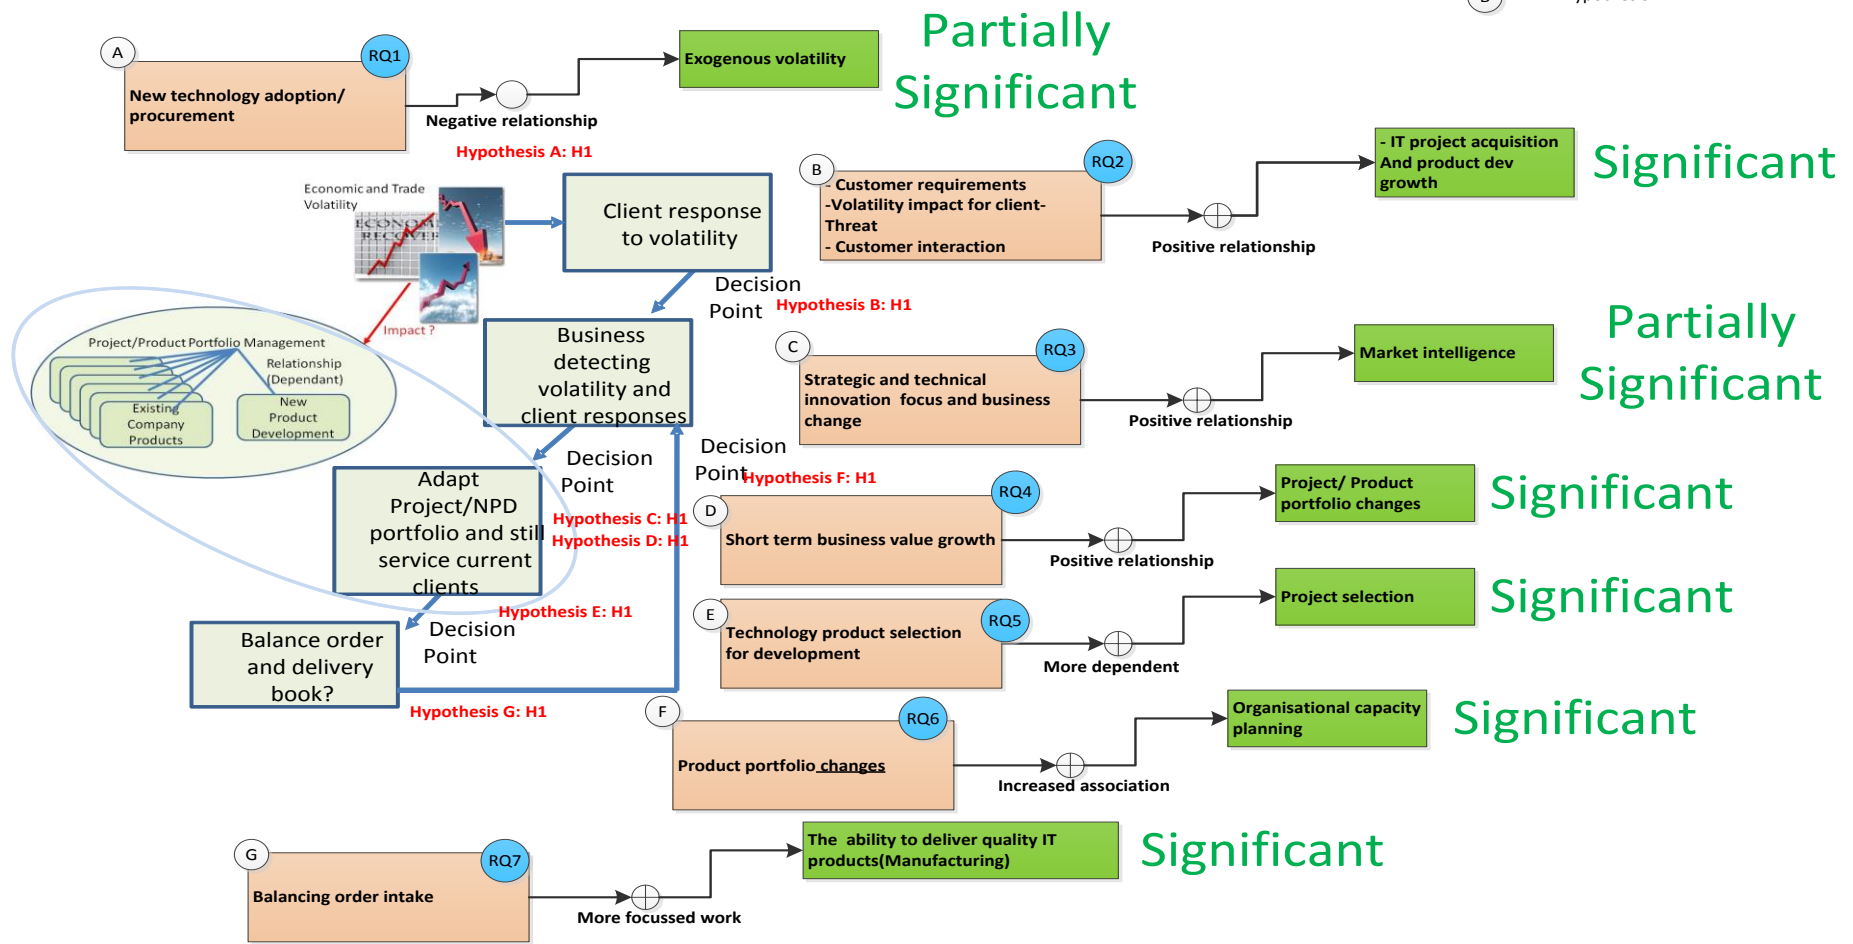 A
RQ1
New technology adoption/
procurement
Negative relationship
Hypothesis A: H1
Exogenous volatility
Partially
Significant
B
RQ2
- Customer requirements
-Volatility impact for client-
Threat
- Customer interaction
Positive relationship
- IT project acquisition
And product dev
growth
Significant
Economic and Trade
Volatility
Client response
to volatility
Decision
Point
Hypothesis B: H1
Impact ?
Project/Product Portfolio Management
Relationship
(Dependant)
Existing
Company
Products
New
Product
Development
Business
detecting
volatility and
client responses
C
RQ3
Strategic and technical
innovation focus and business
change
Positive relationship
Market intelligence
Partially
Significant
Decision
Point
Decision
Point
Hypothesis F: H1
Adapt
Project/NPD
portfolio and still
service current
clients
Hypothesis C: H1
Hypothesis D: H1
D
RQ4
Short term business value growth
Positive relationship
Project/ Product
portfolio changes
Significant
Hypothesis E: H1
Decision
Point
E
RQ5
Technology product selection
for development
More dependent
Project selection
Significant
Balance order
and delivery
book?
Hypothesis G: H1
F
RQ6
Product portfolio changes
Increased association
Organisational capacity
planning
Significant
G
RQ7
Balancing order intake
More focussed work
The ability to deliver quality IT
products(Manufacturing)
Significant